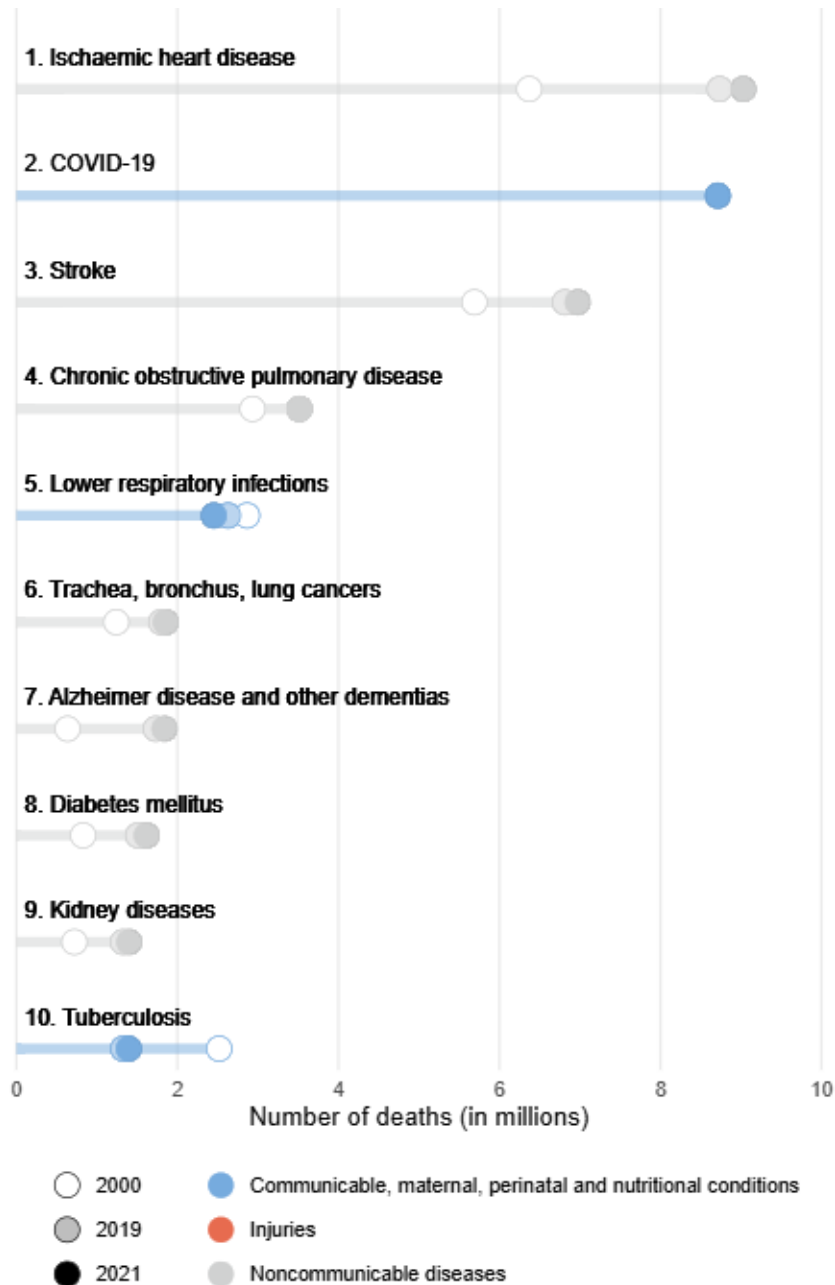 1. Ischaemic heart disease
2. COVID-19
3. Stroke
4. Chronic obstructive pulmonary disease
5. Lower respiratory infections
6. Trachea, bronchus, lung cancers
7. Alzheimer disease and other dementias
8. Diabetes mellitus
9. Kidney diseases
10. Tuberculosis
0 2 4 6 8 10
Number of deaths (in millions)
2000 Communicable, maternal, perinatal and nutritional conditions
2019 Injuries
2021 Noncommunicable diseases